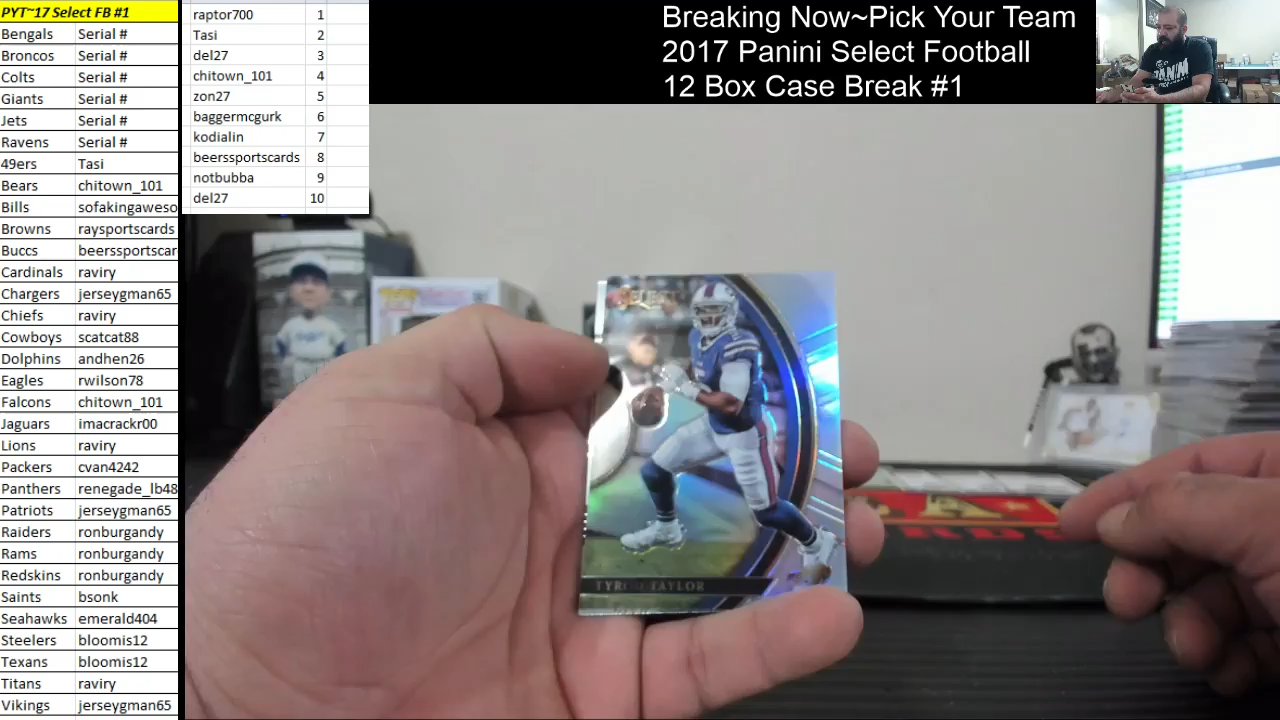 PYT~17 Select FB #1
Bengals Serial #
Broncos Serial #
Colts Serial #
Giants Serial #
Jets Serial #
Ravens Serial #
49ers Tasi
Bears chitown_101
Bills sofakingaweso
Browns raysportscards
Buccs beerssportscar
Cardinals raviry
Chargers jerseygman65
Chiefs raviry
Cowboys scatcat88
Dolphins andhen26
Eagles rwilson78
Falcons chitown_101
Jaguars imacrackr00
Lions raviry
Packers cvan4242
Panthers renegade_lb48
Patriots jerseygman65
Raiders ronburgandy
Rams ronburgandy
Redskins ronburgandy
Saints bsonk
Seahawks emerald404
Steelers bloomis12
Texans bloomis12
Titans raviry
Vikings jerseygman65
raptor700 1
Tasi 2
del27 3
chitown_101 4
zon27 5
baggermcgurk 6
kodialin 7
beerssportscards 8
notbubba 9
del27 10
Breaking Now~Pick Your Team
2017 Panini Select Football
12 Box Case Break #1
SELECT
TYROD TAYLOR